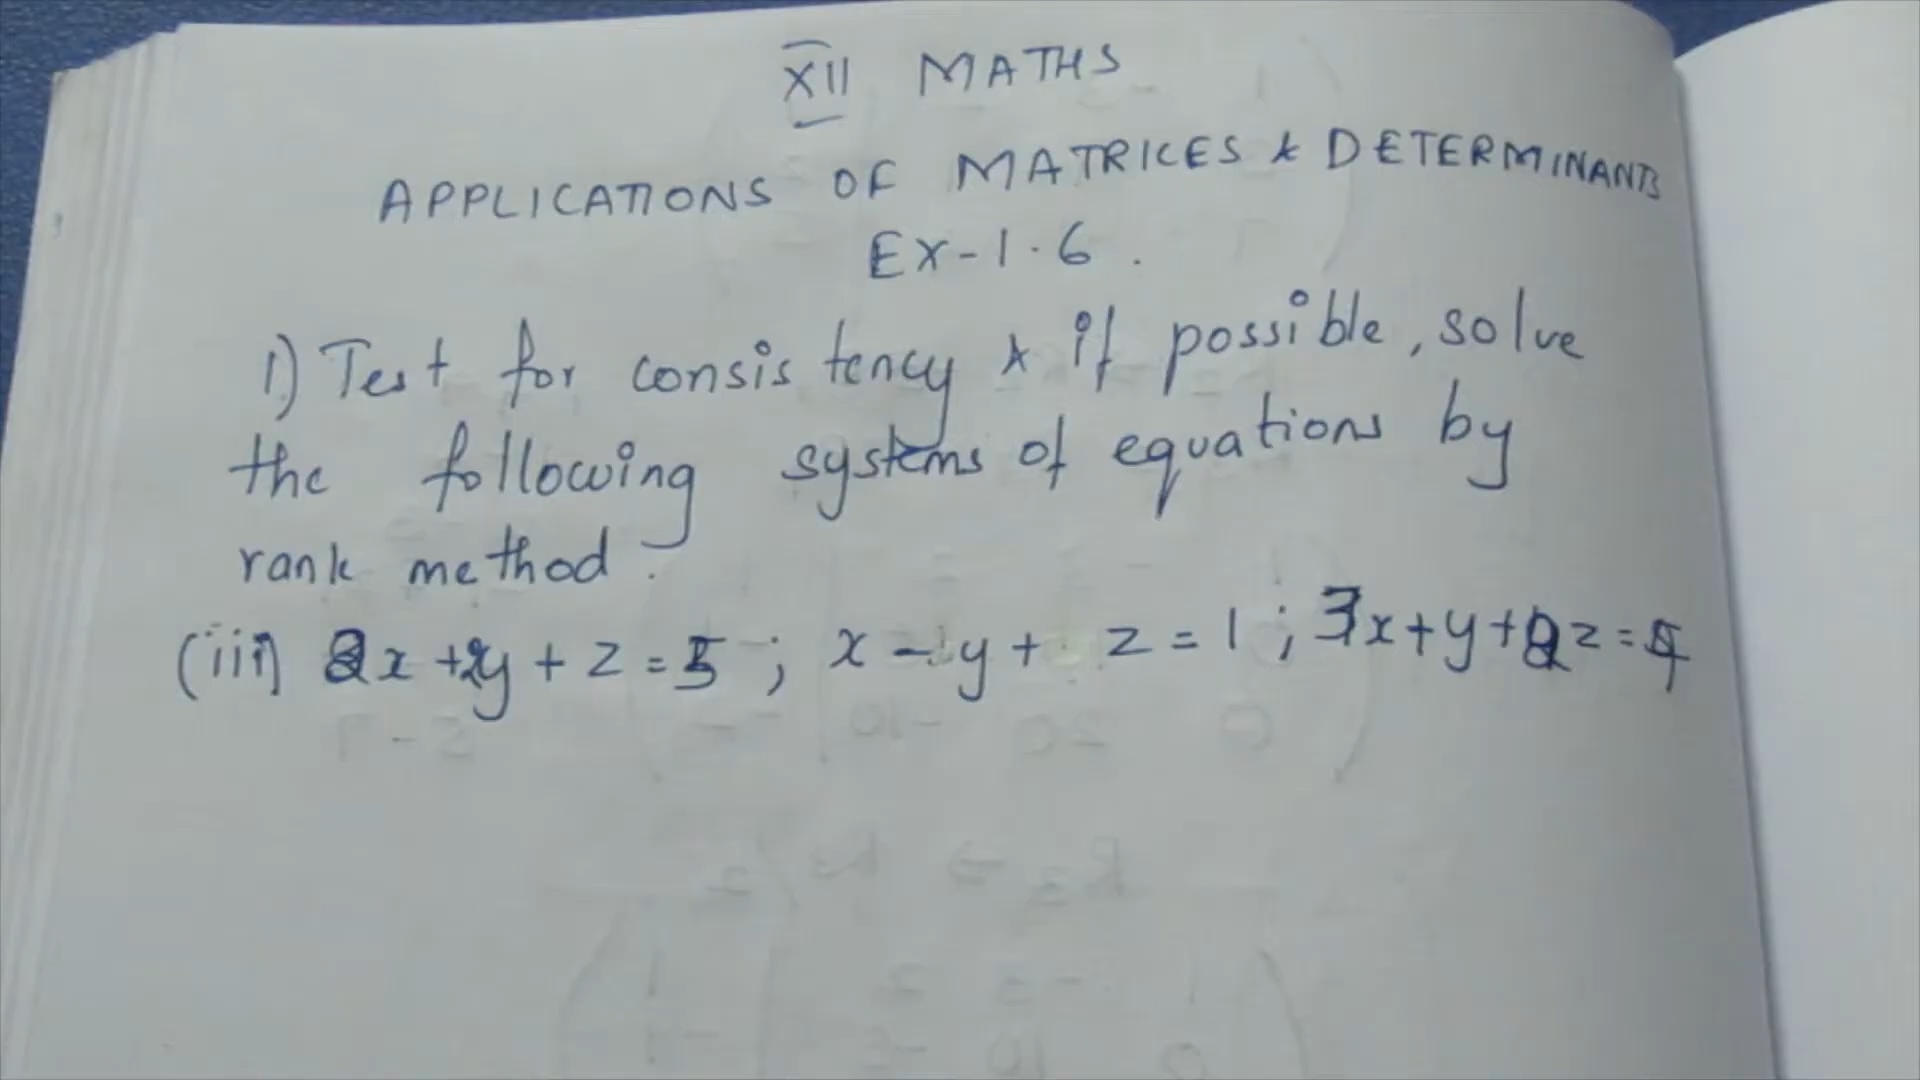 XII MATHS
APPLICATIONS OF MATRICES & DETERMINANTS
EX-1.6.
1) Test for consistency & if possible, solve
the following systems of equations by
rank method.
(iii) 2x+2y+z=5; x-y+z=1; 3x+y+2z=4